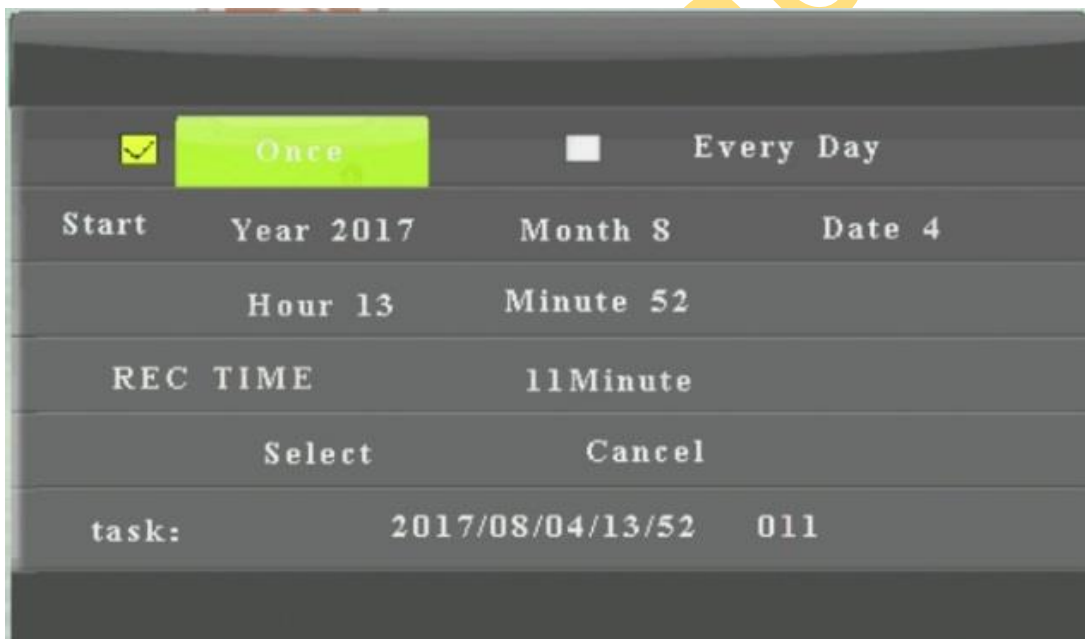 Once Every Day
Start Year 2017 Month 8 Date 4
Hour 13 Minute 52
REC TIME 11Minute
Select Cancel
task: 2017/08/04/13/52 011